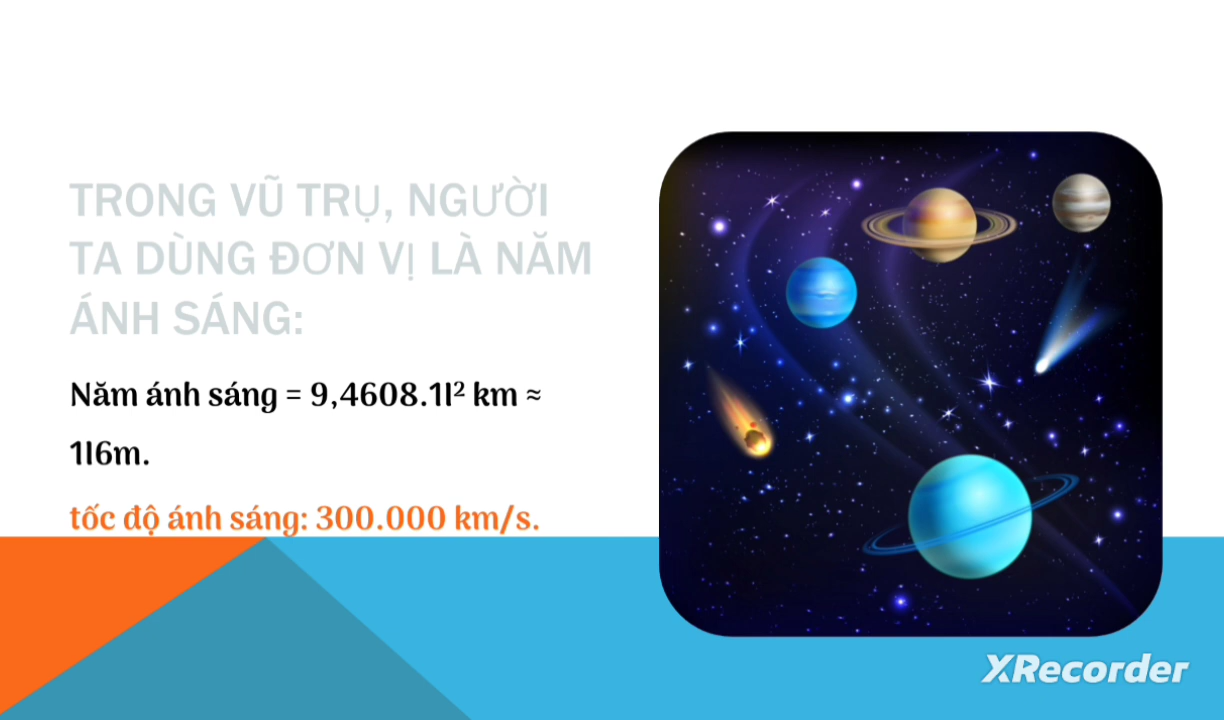 TRONG VŨ TRỤ, NGƯỜI
TA DÙNG ĐƠN VỊ LÀ NĂM
ÁNH SÁNG:
Năm ánh sáng = 9,4608.1l² km ≈
1l6m.
tốc độ ánh sáng: 300.000 km/s.
XRecorder